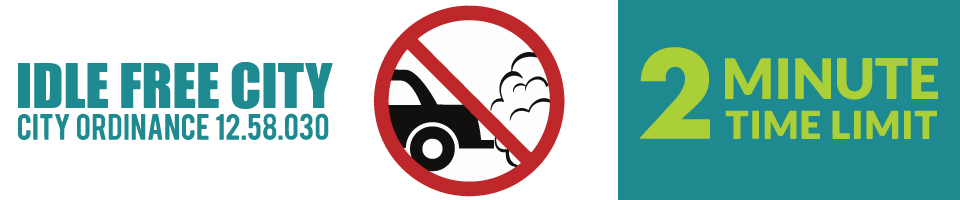 IDLE FREE CITY
CITY ORDINANCE 12.58.030
2 MINUTE
TIME LIMIT